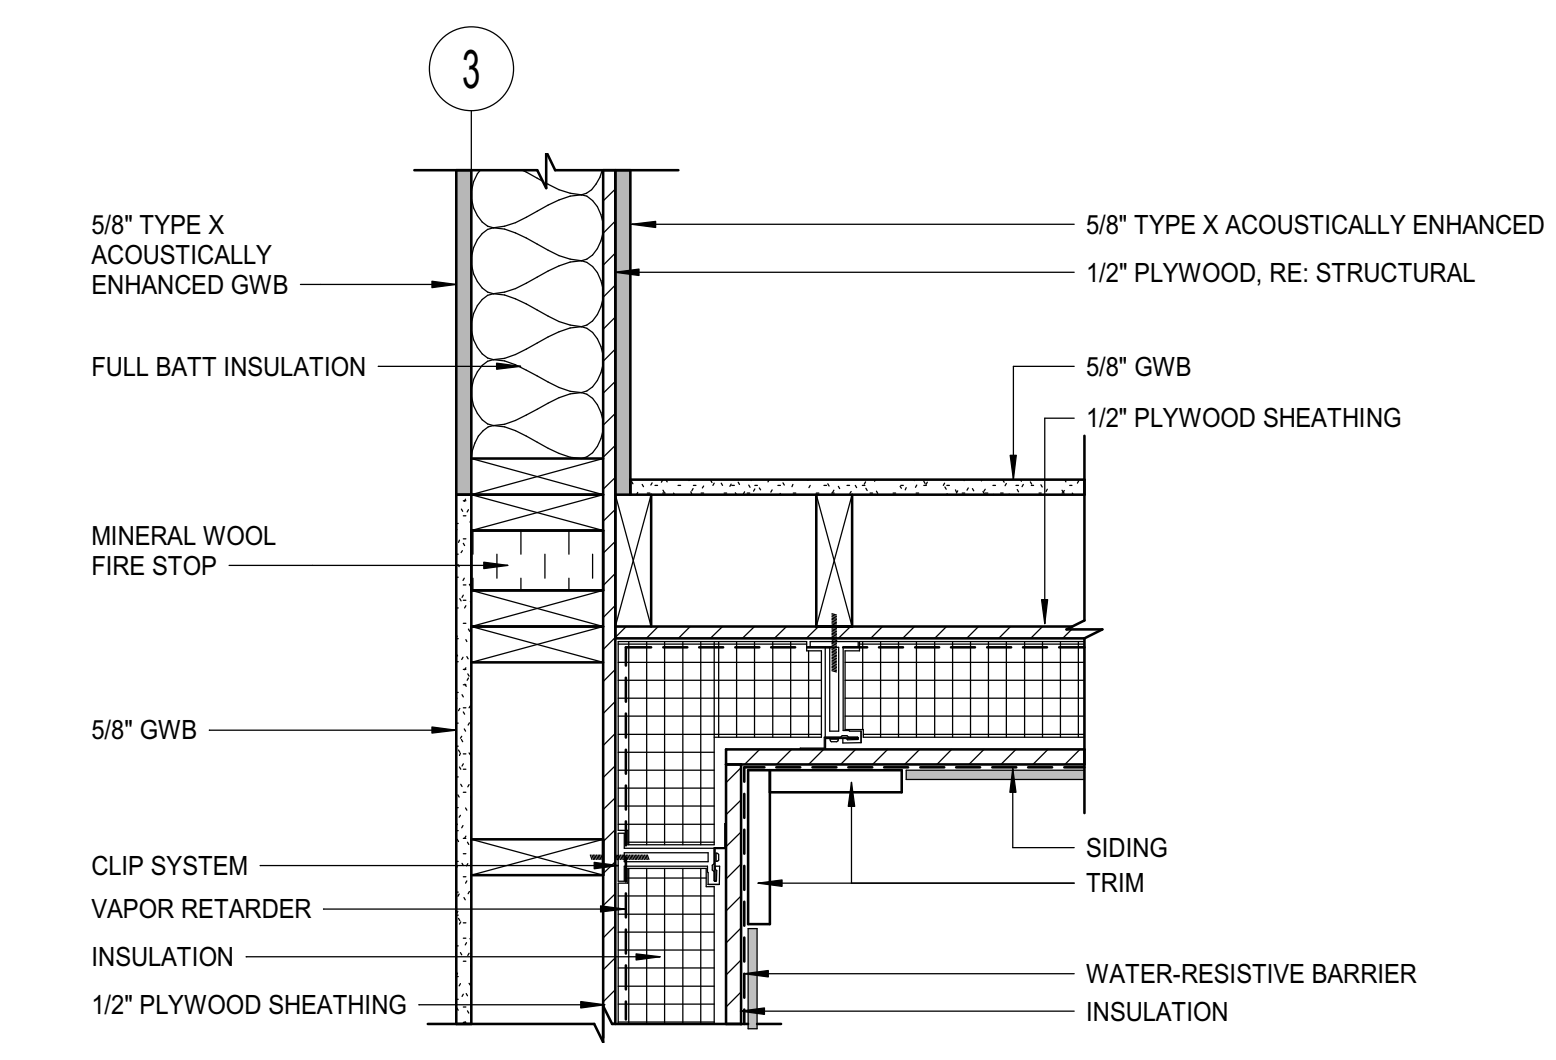 3
5/8" TYPE X
ACOUSTICALLY
ENHANCED GWB
FULL BATT INSULATION
MINERAL WOOL
FIRE STOP
5/8" GWB
CLIP SYSTEM
VAPOR RETARDER
INSULATION
1/2" PLYWOOD SHEATHING
5/8" TYPE X ACOUSTICALLY ENHANCED
1/2" PLYWOOD, RE: STRUCTURAL
5/8" GWB
1/2" PLYWOOD SHEATHING
SIDING
TRIM
WATER-RESISTIVE BARRIER
INSULATION